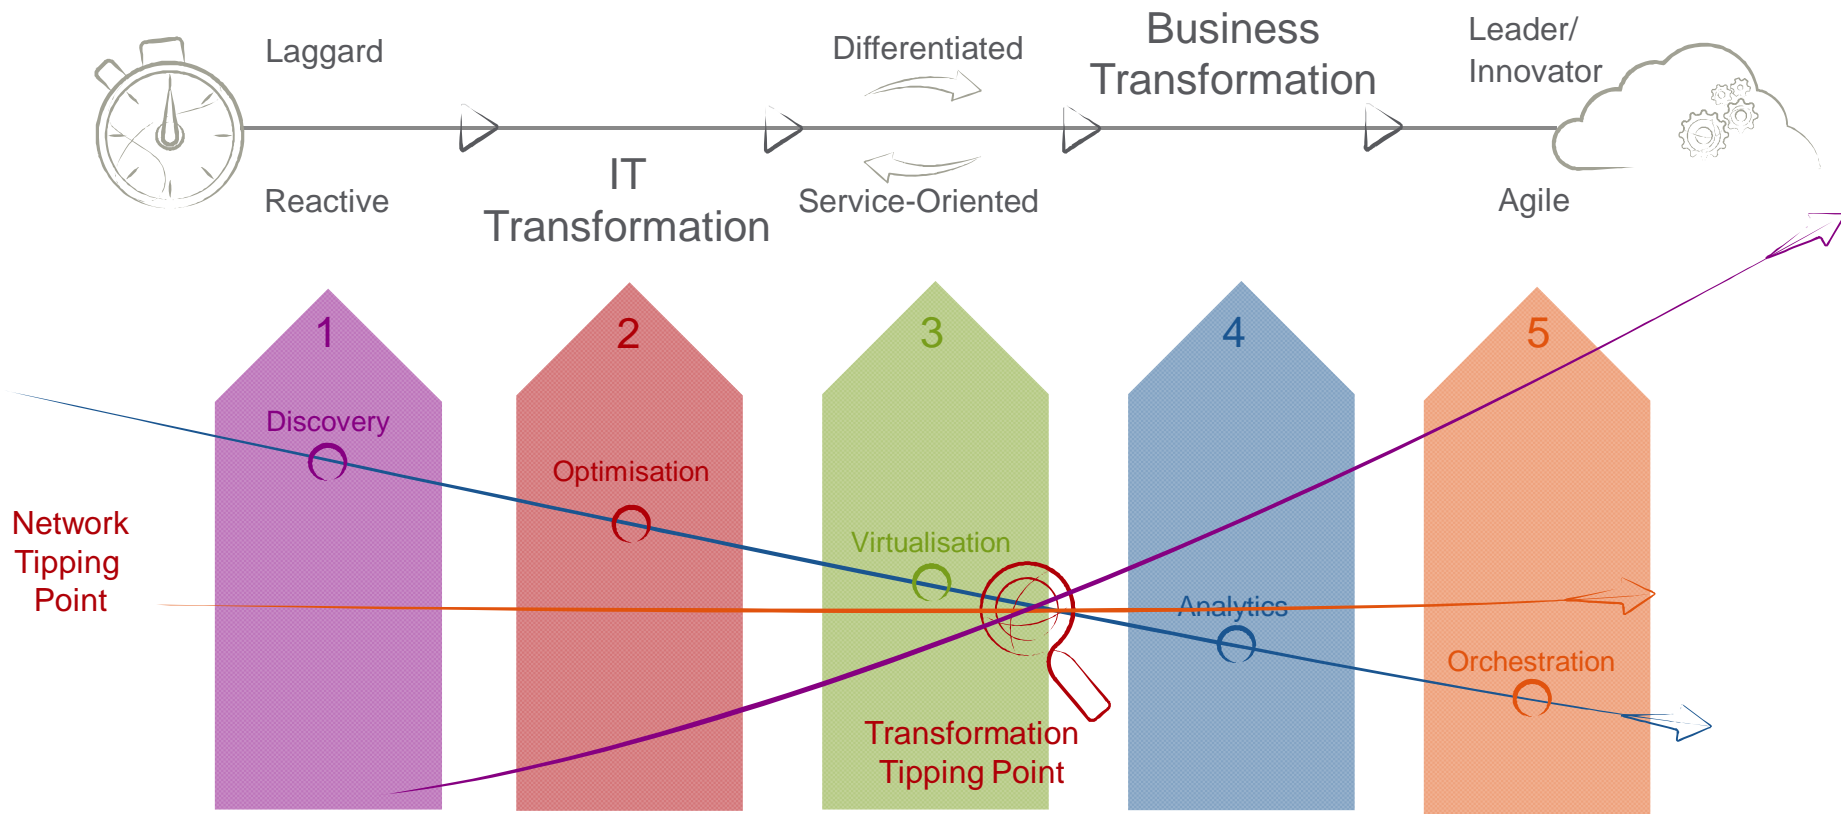 Laggard
Differentiated
Business
Transformation
Leader/
Innovator
Reactive
IT
Transformation
Service-Oriented
Agile
1
2
3
4
5
Discovery
Optimisation
Network
Tipping
Point
Virtualisation
Analytics
Orchestration
Transformation
Tipping Point